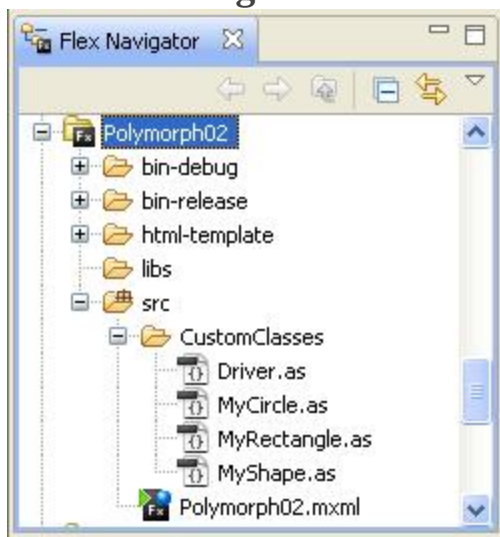 Flex Navigator
Polymorph02
bin-debug
bin-release
html-template
libs
src
CustomClasses
Driver.as
MyCircle.as
MyRectangle.as
MyShape.as
Polymorph02.mxml